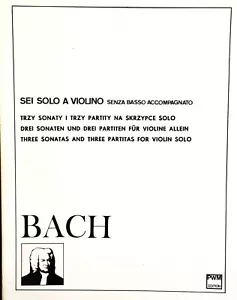 SEI SOLO A VIOLINO SENZA BASSO ACCOMPAGNATO
TRZY SONATY I TRZY PARTITY NA SKRZYPCE SOLO
DREI SONATEN UND DREI PARTITEN FÜR VIOLINE ALLEIN
THREE SONATAS AND THREE PARTITAS FOR VIOLIN SOLO
BACH
PWM
EDITION